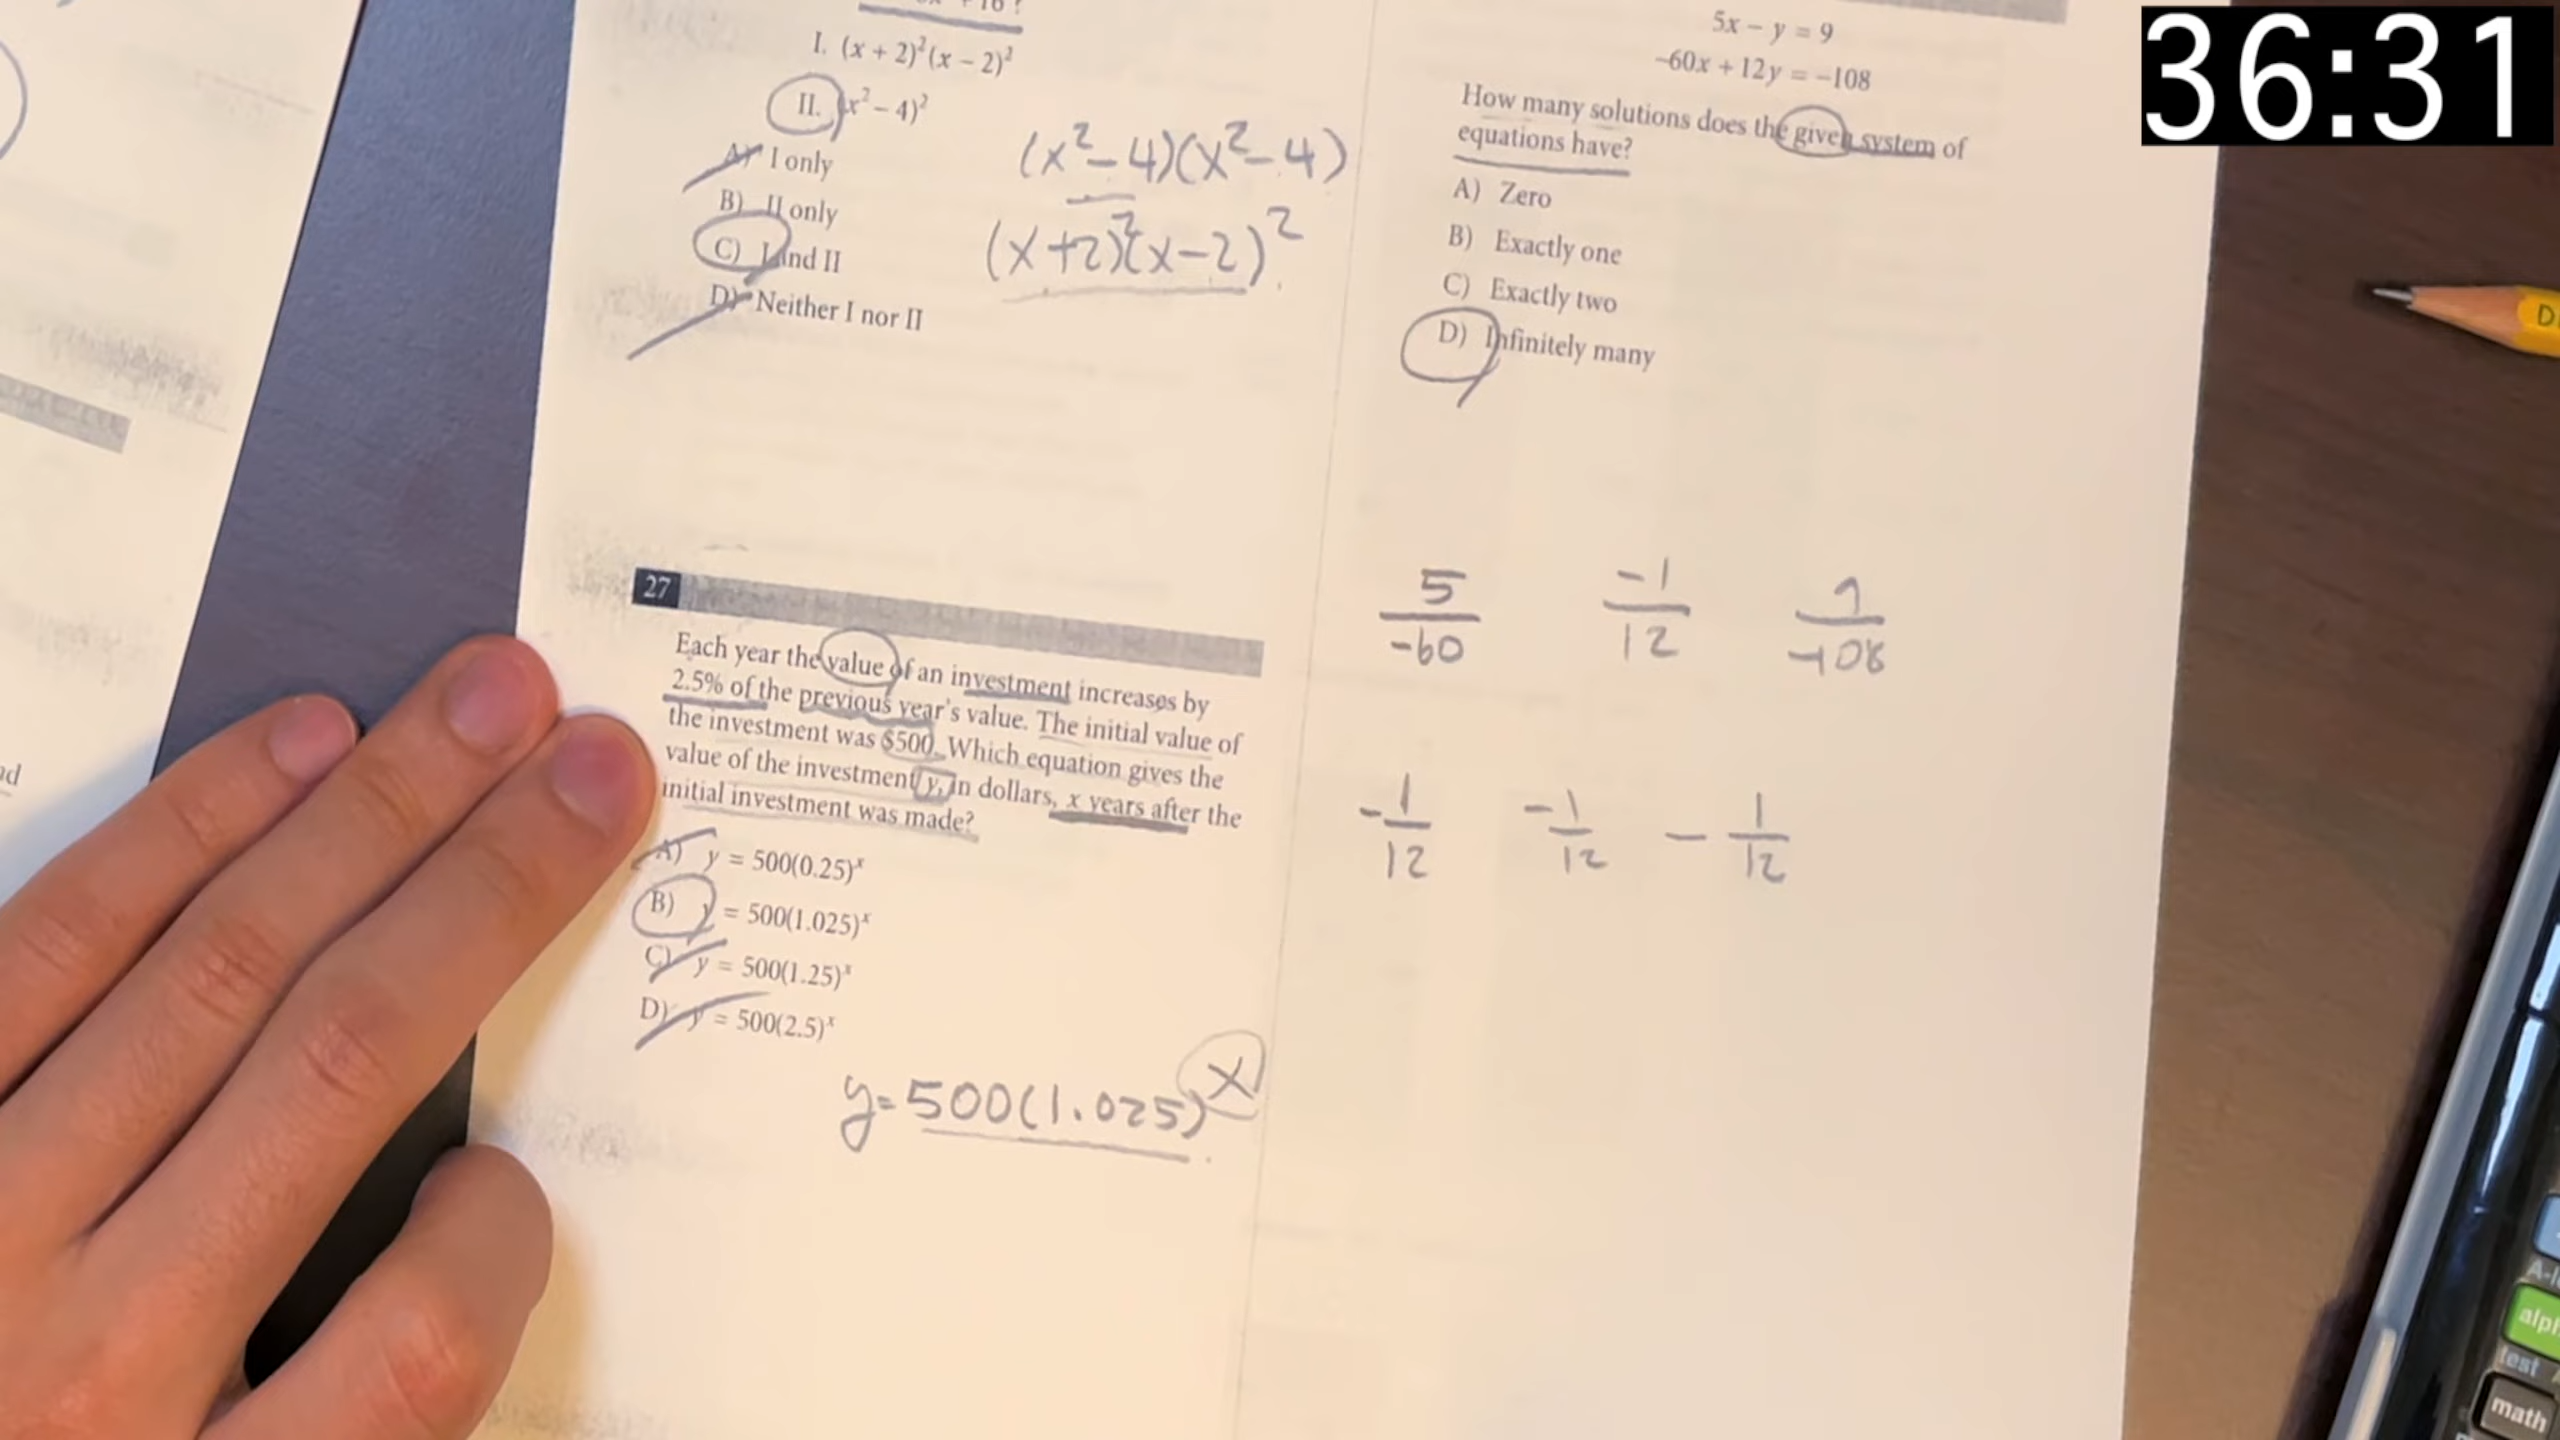 + 16 ?
I. (x + 2)²(x − 2)²
II. (x² − 4)²
A) I only
B) II only
C) I and II
D) Neither I nor II
(x²−4)(x²−4)
(x+2)²(x−2)²
27
Each year the value of an investment increases by
2.5% of the previous year's value. The initial value of
the investment was $500. Which equation gives the
value of the investment y, in dollars, x years after the
initial investment was made?
A) y = 500(0.25)ˣ
B) y = 500(1.025)ˣ
C) y = 500(1.25)ˣ
D) y = 500(2.5)ˣ
y=500(1.025)ˣ
5x − y = 9
−60x + 12y = −108
How many solutions does the given system of
equations have?
A) Zero
B) Exactly one
C) Exactly two
D) Infinitely many
5/-60 -1/12 9/-108
-1/12 -1/12 -1/12
36:31
D
test
math